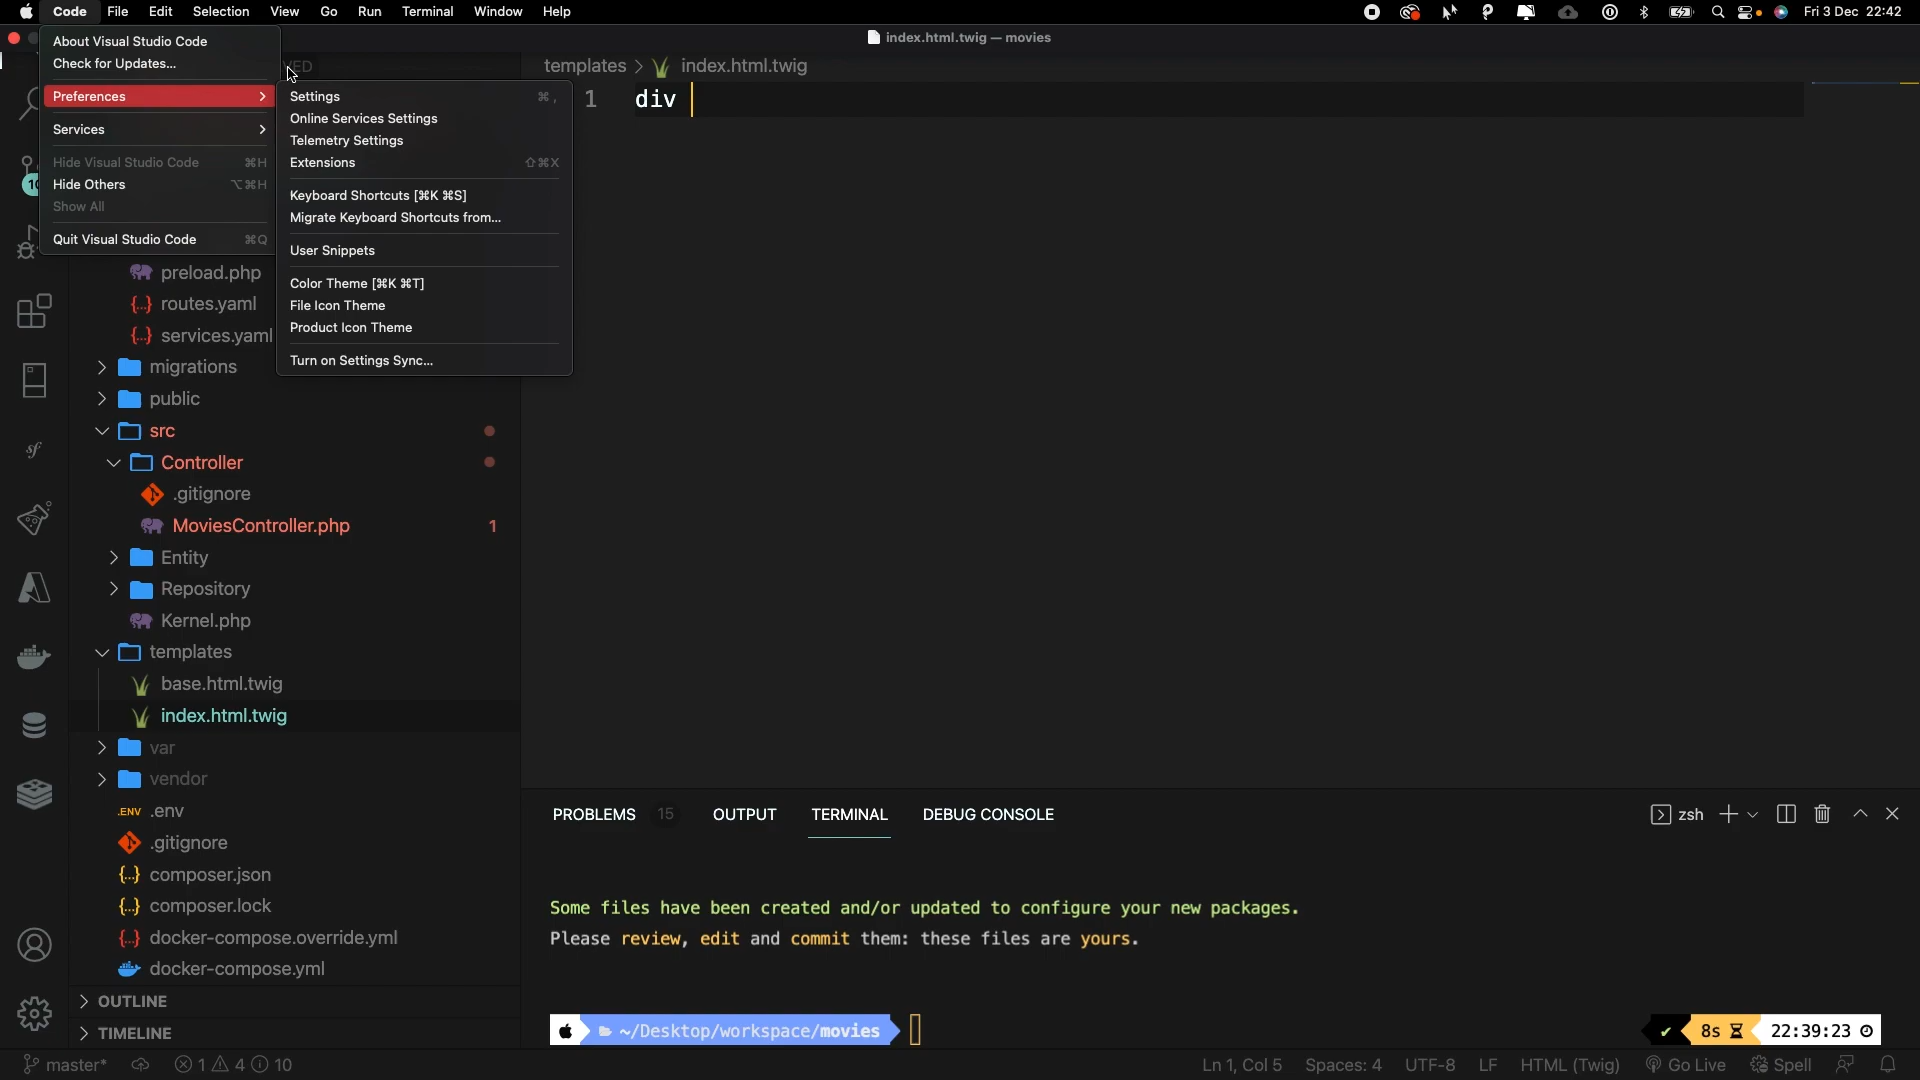 Code File Edit Selection View Go Run Terminal Window Help
Fri 3 Dec 22:42
index.html.twig — movies
About Visual Studio Code
Check for Updates...
Preferences
Services
Hide Visual Studio Code ⌘H
Hide Others ⌥⌘H
Show All
Quit Visual Studio Code ⌘Q
Settings ⌘,
Online Services Settings
Telemetry Settings
Extensions ⇧⌘X
Keyboard Shortcuts [⌘K ⌘S]
Migrate Keyboard Shortcuts from...
User Snippets
Color Theme [⌘K ⌘T]
File Icon Theme
Product Icon Theme
Turn on Settings Sync...
templates > index.html.twig
1 div
preload.php
{..} routes.yaml
{..} services.yaml
migrations
public
src
Controller
.gitignore
MoviesController.php 1
Entity
Repository
Kernel.php
templates
base.html.twig
index.html.twig
var
vendor
.ENV .env
.gitignore
{..} composer.json
{..} composer.lock
{..} docker-compose.override.yml
docker-compose.yml
OUTLINE
TIMELINE
sf
PROBLEMS 15 OUTPUT TERMINAL DEBUG CONSOLE
zsh
Some files have been created and/or updated to configure your new packages.
Please review, edit and commit them: these files are yours.
~/Desktop/workspace/movies
✔ 8s 22:39:23
master* 1 4 10
Ln 1, Col 5 Spaces: 4 UTF-8 LF HTML (Twig) Go Live Spell